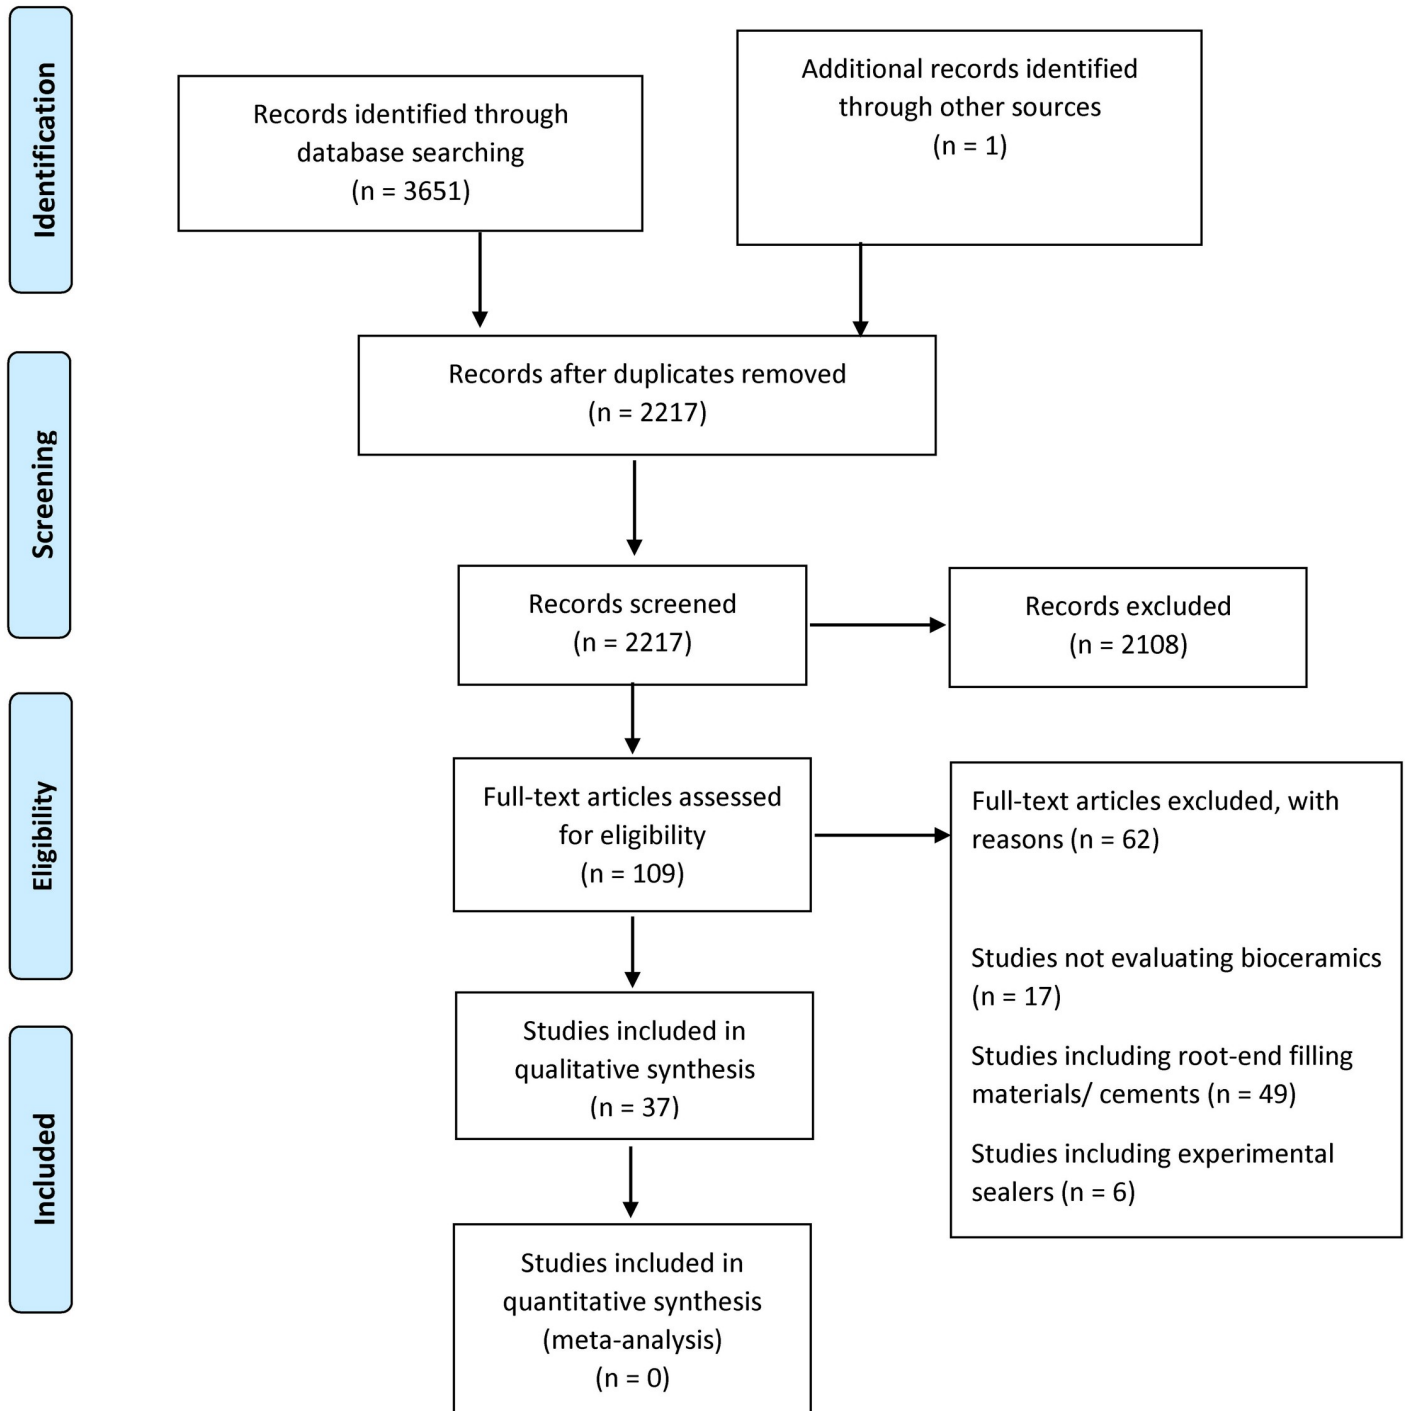 Identification
Records identified through
database searching
(n = 3651)
Additional records identified
through other sources
(n = 1)
Screening
Records after duplicates removed
(n = 2217)
Records screened
(n = 2217)
Records excluded
(n = 2108)
Eligibility
Full-text articles assessed
for eligibility
(n = 109)
Full-text articles excluded, with
reasons (n = 62)
Studies not evaluating bioceramics
(n = 17)
Studies including root-end filling
materials/ cements (n = 49)
Studies including experimental
sealers (n = 6)
Included
Studies included in
qualitative synthesis
(n = 37)
Studies included in
quantitative synthesis
(meta-analysis)
(n = 0)